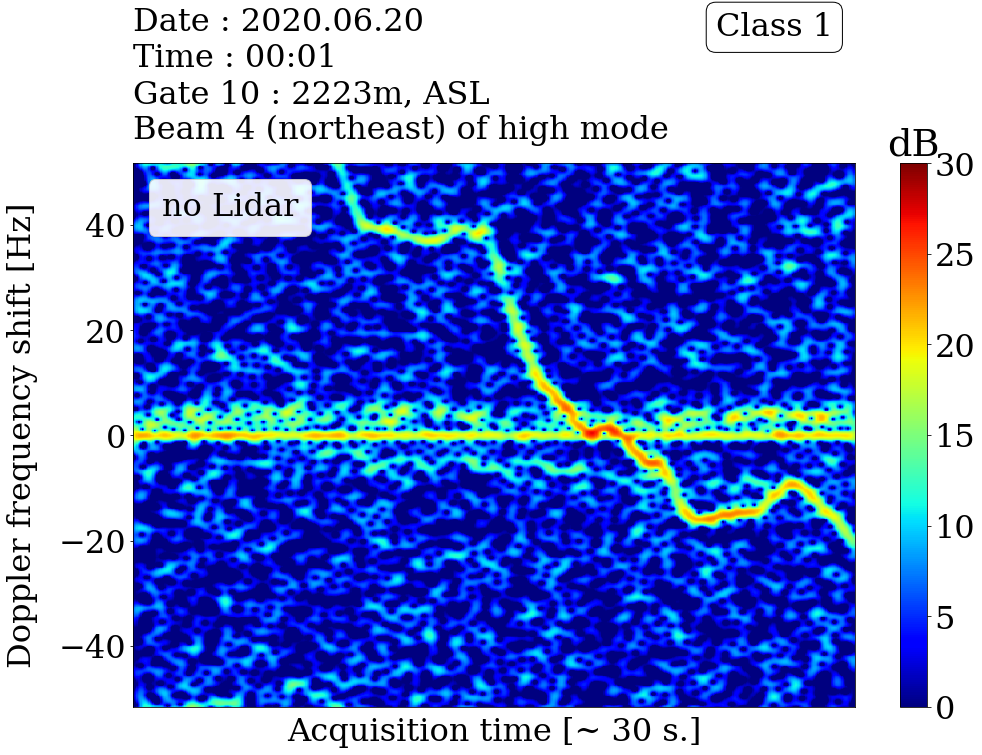 Date : 2020.06.20
Class 1
Time : 00:01
Gate 10 : 2223m, ASL
Beam 4 (northeast) of high mode
dB
no Lidar
Doppler frequency shift [Hz]
40
20
0
−20
−40
30
25
20
15
10
5
0
Acquisition time [~ 30 s.]